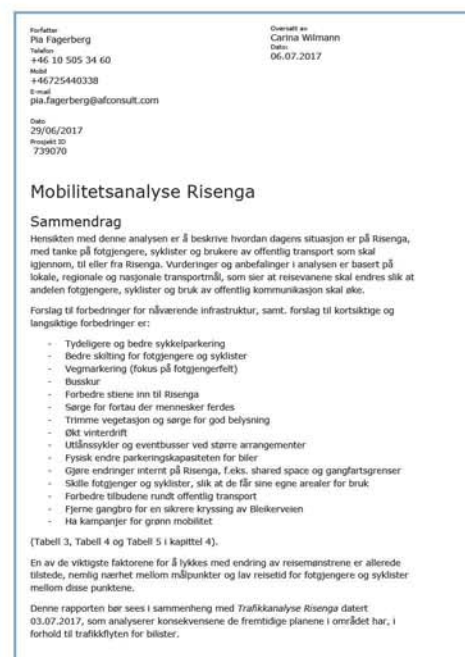 Forfatter
Pia Fagerberg
Telefon
+46 10 505 34 60
Mobil
+46725440338
E-mail
pia.fagerberg@afconsult.com
Dato
29/06/2017
Prosjekt ID
739070
Oversatt av
Carina Wilmann
Dato:
06.07.2017
Mobilitetsanalyse Risenga
Sammendrag
Hensikten med denne analysen er å beskrive hvordan dagens situasjon er på Risenga,
med tanke på fotgjengere, syklister og brukere av offentlig transport som skal
igjennom, til eller fra Risenga. Vurderinger og anbefalinger i analysen er basert på
lokale, regionale og nasjonale transportmål, som sier at reisevanene skal endres slik at
andelen fotgjengere, syklister og bruk av offentlig kommunikasjon skal øke.
Forslag til forbedringer for nåværende infrastruktur, samt. forslag til kortsiktige og
langsiktige forbedringer er:
- Tydeligere og bedre sykkelparkering
- Bedre skilting for fotgjengere og syklister
- Vegmarkering (fokus på fotgjengerfelt)
- Busskur
- Forbedre stiene inn til Risenga
- Sørge for fortau der mennesker ferdes
- Trimme vegetasjon og sørge for god belysning
- Økt vinterdrift
- Utlånssykler og eventbusser ved større arrangementer
- Fysisk endre parkeringskapasiteten for biler
- Gjøre endringer internt på Risenga, f.eks. shared space og gangfartsgrenser
- Skille fotgjenger og syklister, slik at de får sine egne arealer for bruk
- Forbedre tilbudene rundt offentlig transport
- Fjerne gangbro for en sikrere kryssing av Bleikerveien
- Ha kampanjer for grønn mobilitet
(Tabell 3, Tabell 4 og Tabell 5 i kapittel 4).
En av de viktigste faktorene for å lykkes med endring av reisemønstrene er allerede
tilstede, nemlig nærhet mellom målpunkter og lav reisetid for fotgjengere og syklister
mellom disse punktene.
Denne rapporten bør sees i sammenheng med Trafikkanalyse Risenga datert
03.07.2017, som analyserer konsekvensene de fremtidige planene i området har, i
forhold til trafikkflyten for bilister.